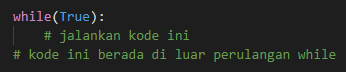 while(True):
    # jalankan kode ini
# kode ini berada di luar perulangan while